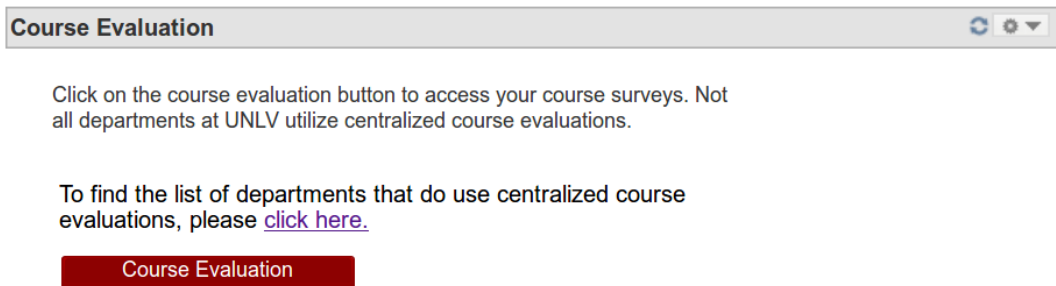 Course Evaluation
Click on the course evaluation button to access your course surveys. Not
all departments at UNLV utilize centralized course evaluations.
To find the list of departments that do use centralized course
evaluations, please click here.
Course Evaluation